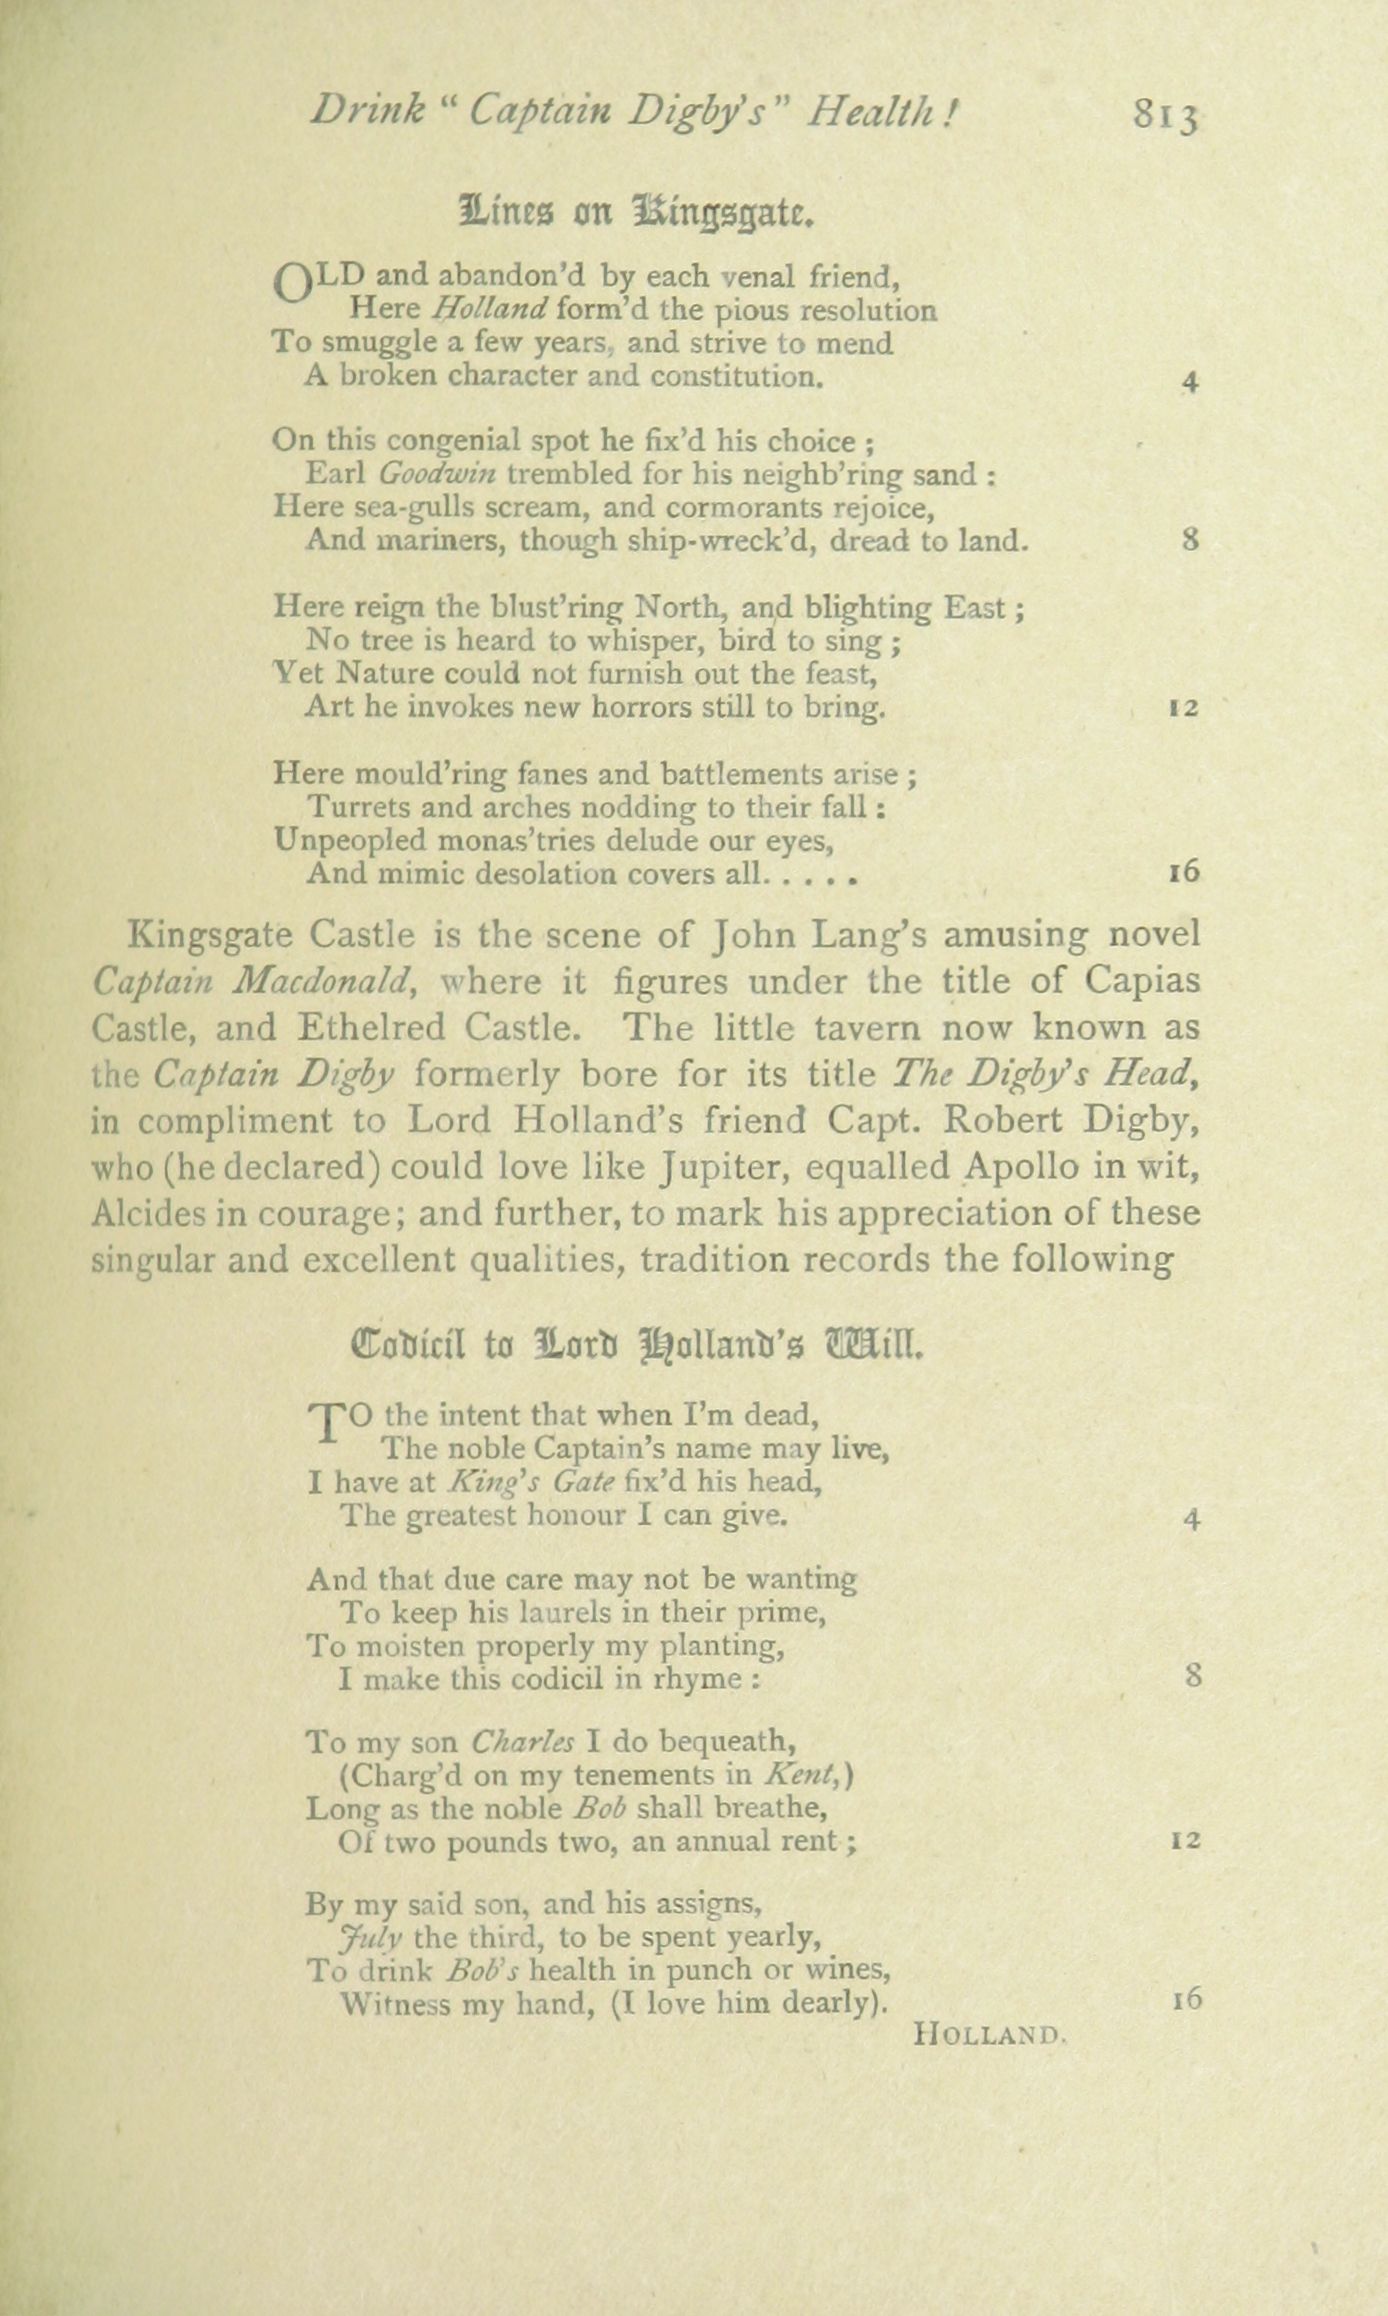 Drink " Captain Digby's" Health ! 813
Lines on Kingsgate.
OLD and abandon'd by each venal friend,
Here Holland form'd the pious resolution
To smuggle a few years, and strive to mend
A broken character and constitution. 4
On this congenial spot he fix'd his choice ;
Earl Goodwin trembled for his neighb'ring sand :
Here sea-gulls scream, and cormorants rejoice,
And mariners, though ship-wreck'd, dread to land. 8
Here reign the blust'ring North, and blighting East ;
No tree is heard to whisper, bird to sing ;
Yet Nature could not furnish out the feast,
Art he invokes new horrors still to bring. 12
Here mould'ring fanes and battlements arise ;
Turrets and arches nodding to their fall :
Unpeopled monas'tries delude our eyes,
And mimic desolation covers all. . . . . 16
Kingsgate Castle is the scene of John Lang's amusing novel
Captain Macdonald, where it figures under the title of Capias
Castle, and Ethelred Castle. The little tavern now known as
the Captain Digby formerly bore for its title The Digby's Head,
in compliment to Lord Holland's friend Capt. Robert Digby,
who (he declared) could love like Jupiter, equalled Apollo in wit,
Alcides in courage; and further, to mark his appreciation of these
singular and excellent qualities, tradition records the following
Codicil to Lord Holland's Will.
TO the intent that when I'm dead,
The noble Captain's name may live,
I have at King's Gate fix'd his head,
The greatest honour I can give. 4
And that due care may not be wanting
To keep his laurels in their prime,
To moisten properly my planting,
I make this codicil in rhyme : 8
To my son Charles I do bequeath,
(Charg'd on my tenements in Kent,)
Long as the noble Bob shall breathe,
Of two pounds two, an annual rent ; 12
By my said son, and his assigns,
July the third, to be spent yearly,
To drink Bob's health in punch or wines,
Witness my hand, (I love him dearly). 16
HOLLAND.